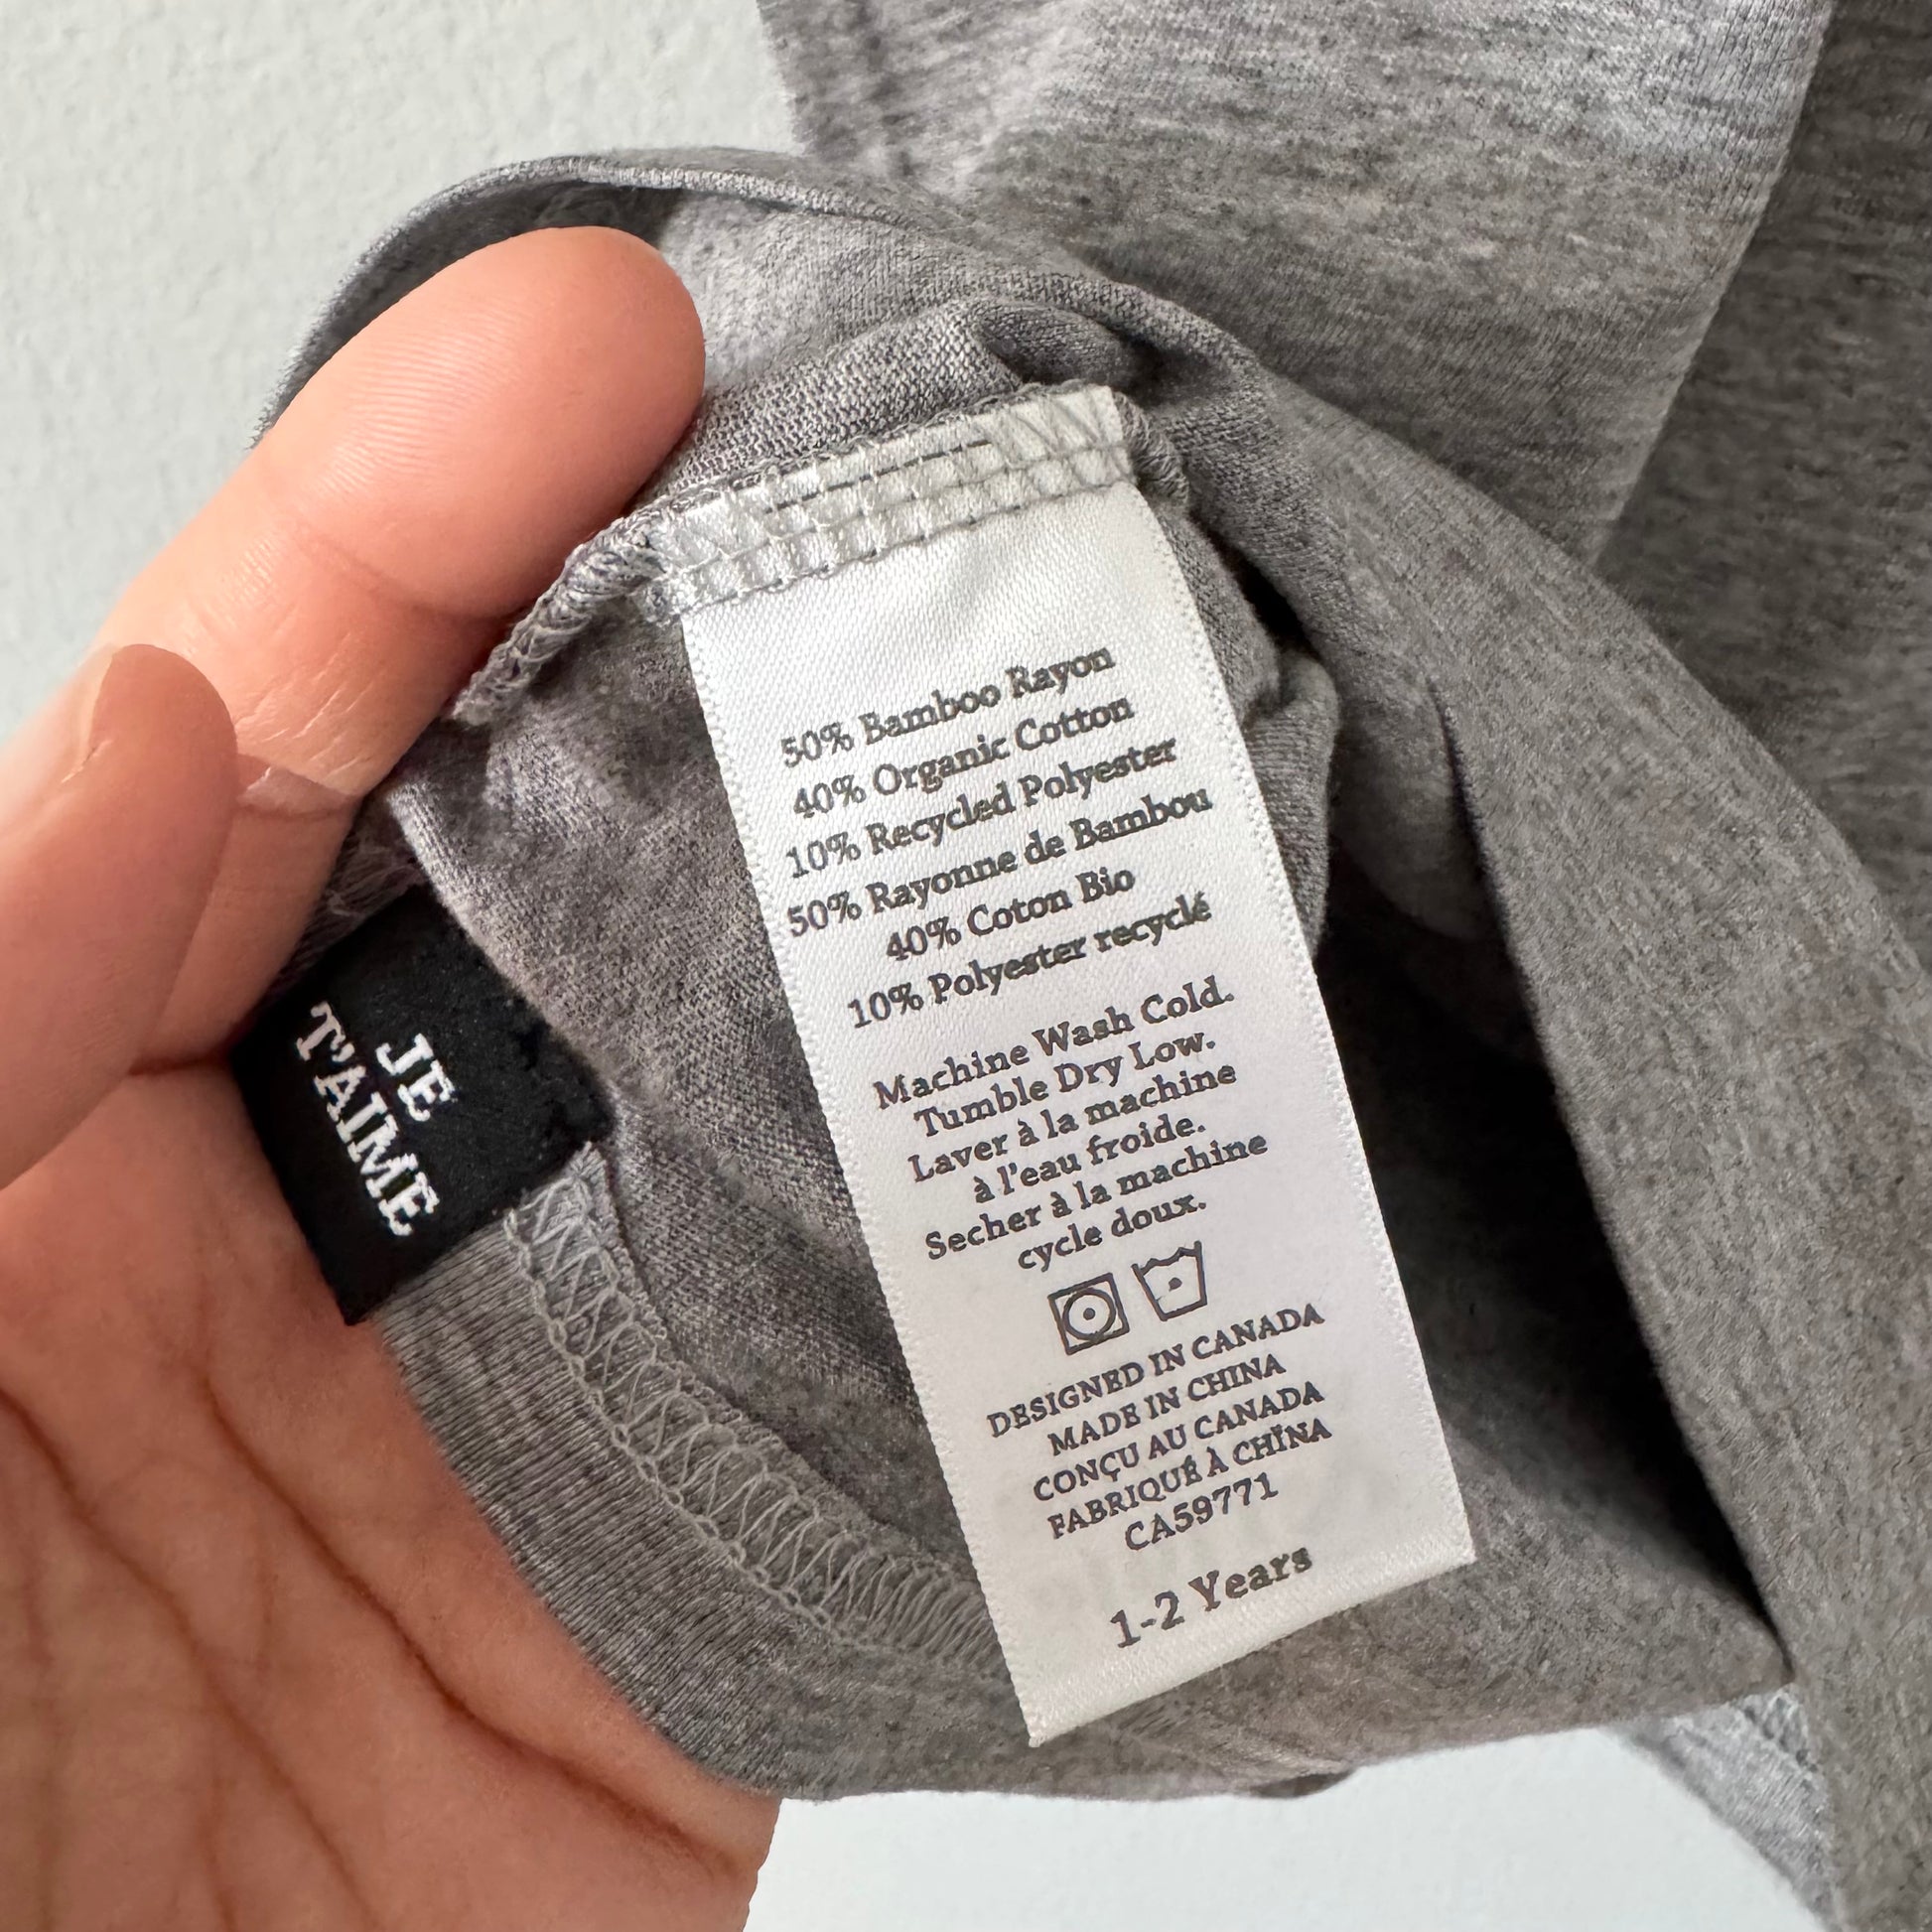 50% Bamboo Rayon
40% Organic Cotton
10% Recycled Polyester
50% Rayonne de Bambou
40% Coton Bio
10% Polyester recyclé
Machine Wash Cold.
Tumble Dry Low.
Laver à la machine
à l'eau froide.
Secher à la machine
cycle doux.
DESIGNED IN CANADA
MADE IN CHINA
CONÇU AU CANADA
FABRIQUÉ À CHÏNA
CA59771
1-2 Years
JE
T'AIME